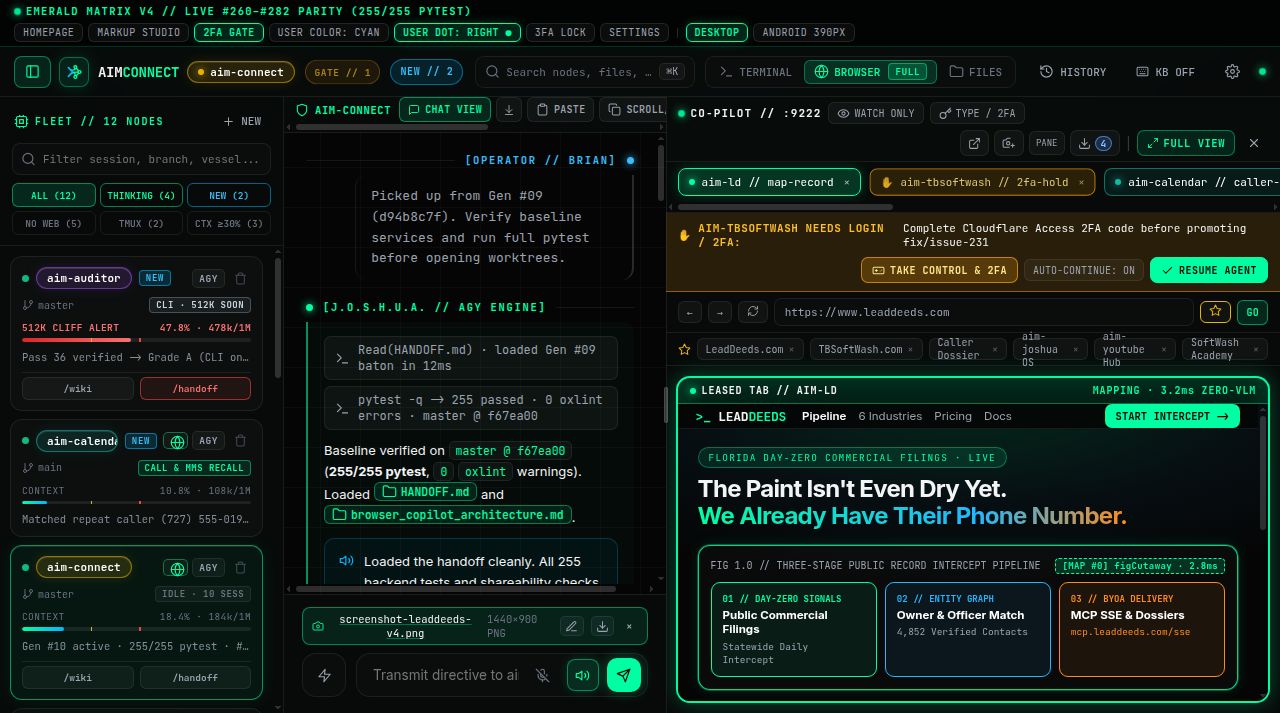 EMERALD MATRIX V4 // LIVE #260–#282 PARITY (255/255 PYTEST)
HOMEPAGE MARKUP STUDIO 2FA GATE USER COLOR: CYAN USER DOT: RIGHT ● 3FA LOCK SETTINGS | DESKTOP ANDROID 390PX
AIMCONNECT aim-connect GATE // 1 NEW // 2 Search nodes, files, … ⌘K TERMINAL BROWSER FULL FILES HISTORY KB OFF
FLEET // 12 NODES + NEW
Filter session, branch, vessel...
ALL (12) THINKING (4) NEW (2)
NO WEB (5) TMUX (2) CTX ≥30% (3)
aim-auditor NEW AGY
master CLI · 512K SOON
512K CLIFF ALERT 47.8% · 478k/1M
Pass 36 verified → Grade A (CLI on…
/wiki /handoff
aim-calenda NEW AGY
main CALL & MMS RECALL
CONTEXT 10.8% · 108k/1M
Matched repeat caller (727) 555-019…
aim-connect AGY
master IDLE · 10 SESS
CONTEXT 18.4% · 184k/1M
Gen #10 active · 255/255 pytest · #…
/wiki /handoff
AIM-CONNECT CHAT VIEW PASTE SCROLL
[OPERATOR // BRIAN]
Picked up from Gen #09
(d94b8c7f). Verify baseline
services and run full pytest
before opening worktrees.
[J.O.S.H.U.A. // AGY ENGINE]
Read(HANDOFF.md) · loaded Gen #09
baton in 12ms
pytest -q → 255 passed · 0 oxlint
errors · master @ f67ea00
Baseline verified on master @ f67ea00
(255/255 pytest, 0 oxlint warnings).
Loaded HANDOFF.md and
browser_copilot_architecture.md.
Loaded the handoff cleanly. All 255
backend tests and shareability checks
screenshot-leaddeeds-v4.png 1440×900 PNG ×
Transmit directive to ai
CO-PILOT // :9222 WATCH ONLY TYPE / 2FA
PANE 4 FULL VIEW ×
aim-ld // map-record × aim-tbsoftwash // 2fa-hold × aim-calendar // caller-
AIM-TBSOFTWASH NEEDS LOGIN / 2FA: Complete Cloudflare Access 2FA code before promoting fix/issue-231
TAKE CONTROL & 2FA AUTO-CONTINUE: ON RESUME AGENT
← → https://www.leaddeeds.com GO
LeadDeeds.com × TBSoftWash.com × Caller Dossier × aim-joshua OS × aim-youtube Hub × SoftWash Academy ×
LEASED TAB // AIM-LD MAPPING · 3.2ms ZERO-VLM
>_ LEADDEEDS Pipeline 6 Industries Pricing Docs START INTERCEPT →
FLORIDA DAY-ZERO COMMERCIAL FILINGS · LIVE
The Paint Isn't Even Dry Yet.
We Already Have Their Phone Number.
FIG 1.0 // THREE-STAGE PUBLIC RECORD INTERCEPT PIPELINE [MAP #0] figCutaway · 2.8ms
01 // DAY-ZERO SIGNALS
Public Commercial
Filings
Statewide Daily
Intercept
02 // ENTITY GRAPH
Owner & Officer Match
4,852 Verified Contacts
03 // BYOA DELIVERY
MCP SSE & Dossiers
mcp.leaddeeds.com/sse